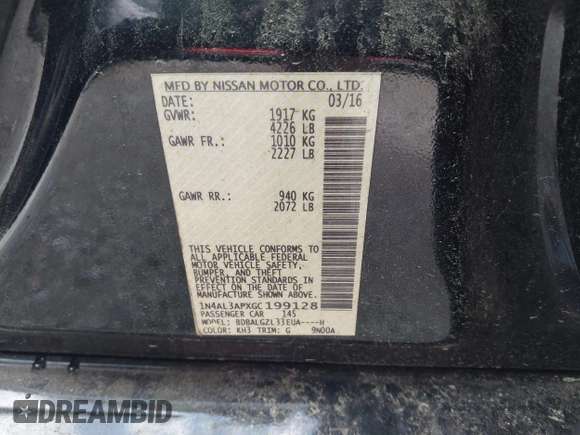 MFD BY NISSAN MOTOR CO., LTD.
DATE: 03/16
GVWR: 1917 KG
4226 LB
GAWR FR.: 1010 KG
2227 LB
GAWR RR.: 940 KG
2072 LB
THIS VEHICLE CONFORMS TO
ALL APPLICABLE FEDERAL
MOTOR VEHICLE SAFETY,
BUMPER, AND THEFT
PREVENTION STANDARDS IN
EFFECT ON THE DATE OF
MANUFACTURE SHOWN ABOVE.
1N4AL3APXGC199128
PASSENGER CAR 145
MODEL: BDBALGZL33EUA----H
COLOR: KH3 TRIM: G 9N00A
DREAMBID